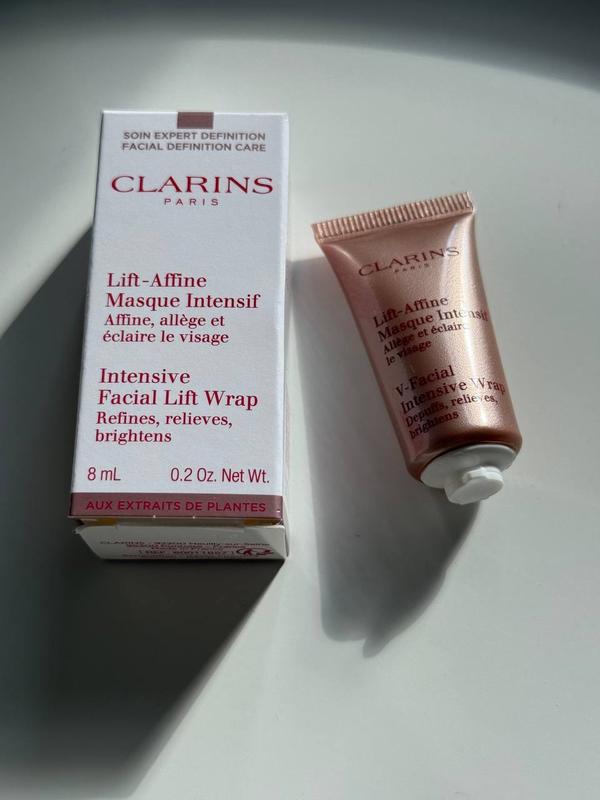 SOIN EXPERT DEFINITION
FACIAL DEFINITION CARE
CLARINS
PARIS
Lift-Affine
Masque Intensif
Affine, allège et
éclaire le visage
Intensive
Facial Lift Wrap
Refines, relieves,
brightens
8 mL 0.2 Oz. Net Wt.
AUX EXTRAITS DE PLANTES
CLARINS
PARIS
Lift-Affine
Masque Intensif
Allège et éclaire
le visage
V-Facial
Intensive Wrap
Depuffs, relieves,
brightens